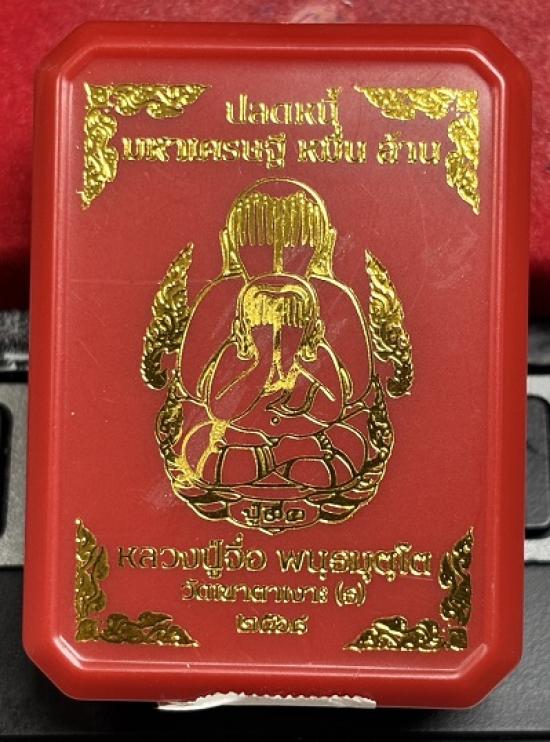 ปลดหนี้
มหาเศรษฐี หมื่น ล้าน
ปู่จื่อ
หลวงปู่จื่อ พนฺธมุตฺโต
วัดเขาตาเงาะ (๑)
๒๕๖๘